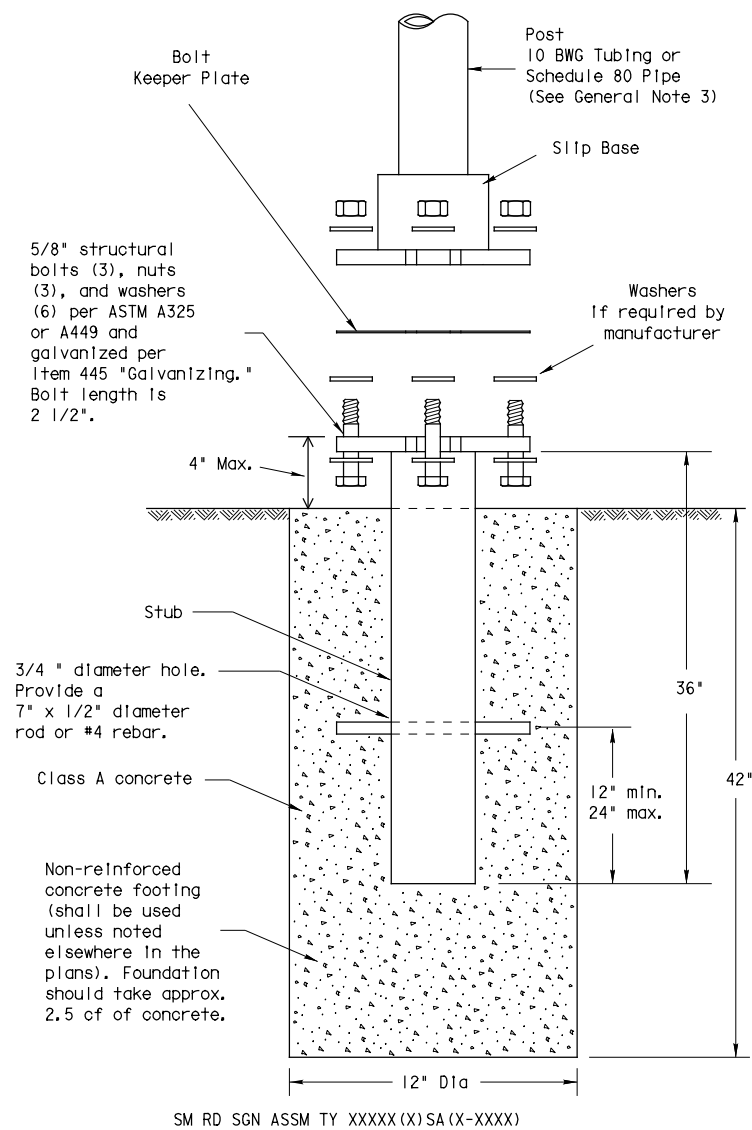 Post
10 BWG Tubing or
Schedule 80 Pipe
(See General Note 3)
Bolt
Keeper Plate
Slip Base
5/8" structural
bolts (3), nuts
(3), and washers
(6) per ASTM A325
or A449 and
galvanized per
Item 445 "Galvanizing."
Bolt length is
2 1/2".
Washers
if required by
manufacturer
4" Max.
Stub
3/4 " diameter hole.
Provide a
7" x 1/2" diameter
rod or #4 rebar.
36"
Class A concrete
42"
12" min.
24" max.
Non-reinforced
concrete footing
(shall be used
unless noted
elsewhere in the
plans). Foundation
should take approx.
2.5 cf of concrete.
12" Dia
SM RD SGN ASSM TY XXXXX(X)SA(X-XXXX)